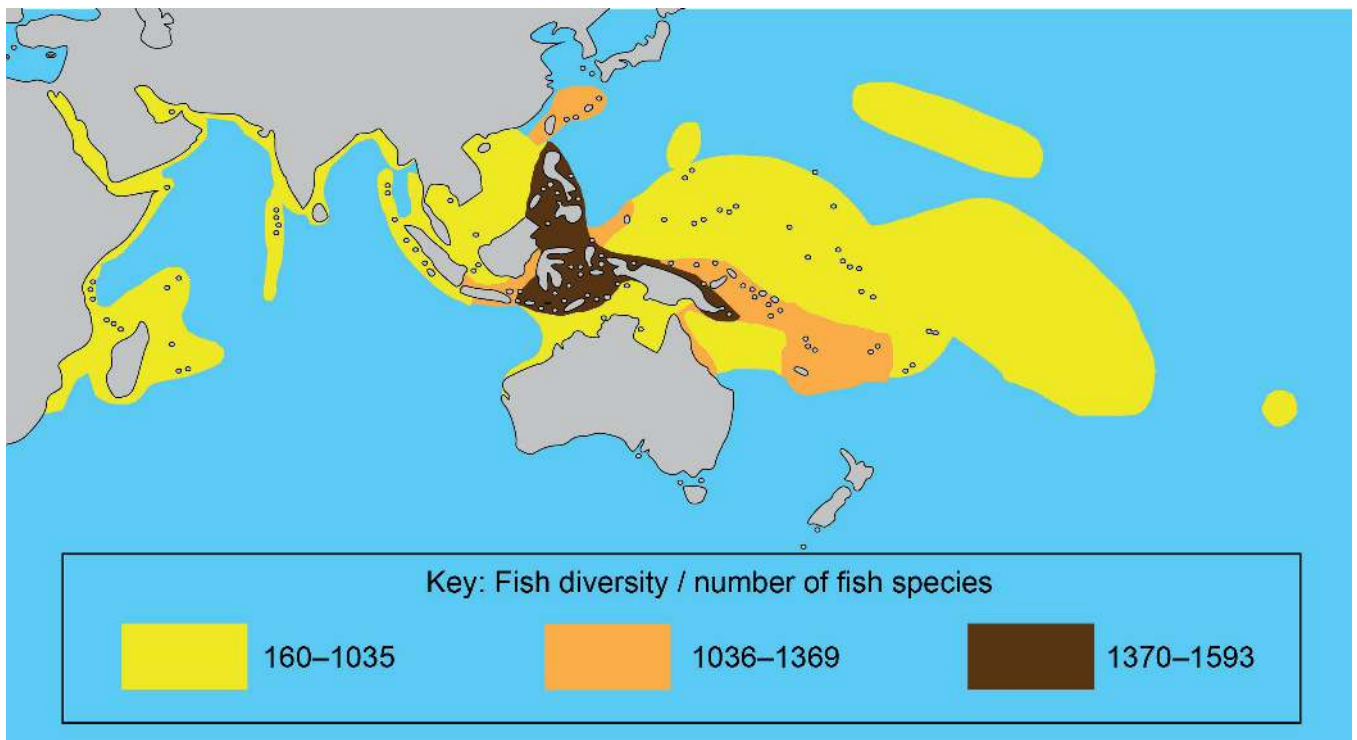 Key: Fish diversity / number of fish species
160–1035 1036–1369 1370–1593